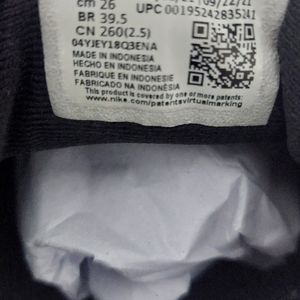 cm 26 UPC 00195242835241
BR 39.5
CN 260(2.5)
04YJEY18Q3ENA
MADE IN INDONESIA
HECHO EN INDONESIA
FABRIQUE EN INDONESIE
FABRICADO NA INDONÉSIA
This product is covered by one or more patents:
www.nike.com/patentsvirtualmarking